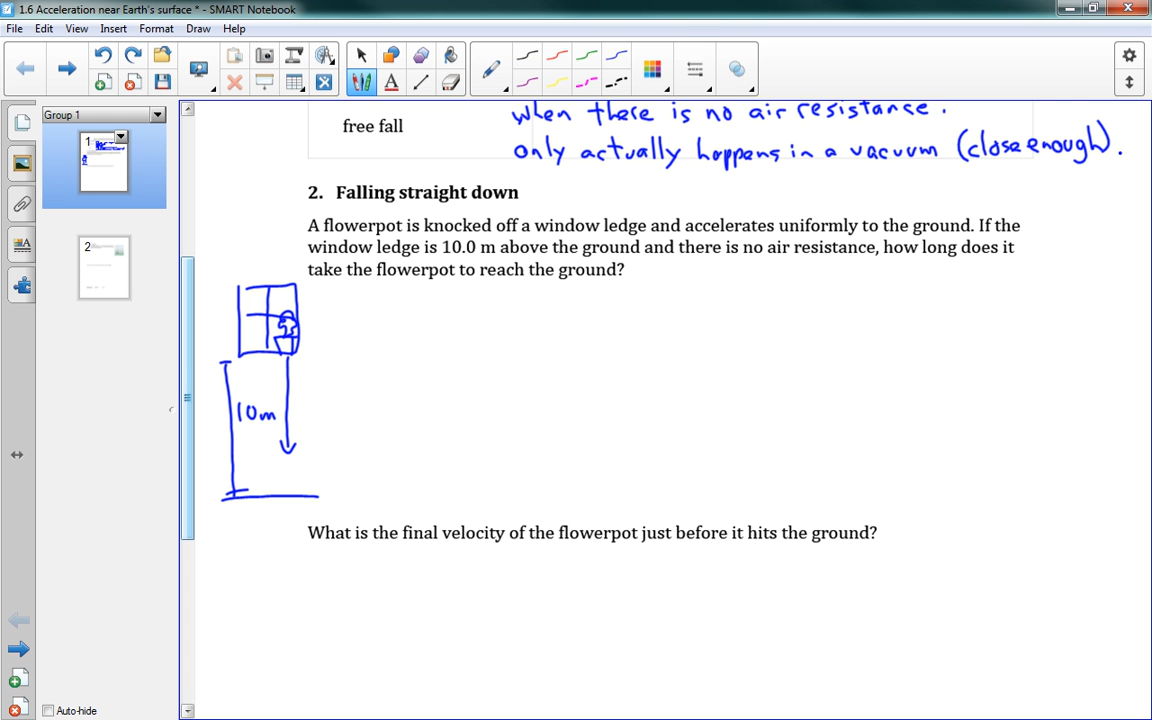 1.6 Acceleration near Earth's surface * - SMART Notebook
File Edit View Insert Format Draw Help
Group 1
1
2
when there is no air resistance.
free fall
only actually happens in a vacuum (close enough).
2. Falling straight down
A flowerpot is knocked off a window ledge and accelerates uniformly to the ground. If the
window ledge is 10.0 m above the ground and there is no air resistance, how long does it
take the flowerpot to reach the ground?
10m
What is the final velocity of the flowerpot just before it hits the ground?
Auto-hide